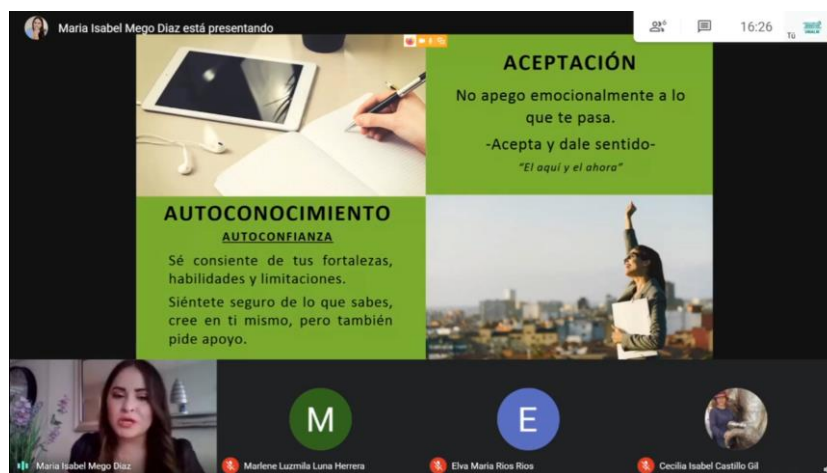 Maria Isabel Mego Diaz está presentando
16:26
Tú
ACEPTACIÓN
No apego emocionalmente a lo
que te pasa.
-Acepta y dale sentido-
"El aquí y el ahora"
AUTOCONOCIMIENTO
AUTOCONFIANZA
Sé consiente de tus fortalezas,
habilidades y limitaciones.
Siéntete seguro de lo que sabes,
cree en ti mismo, pero también
pide apoyo.
M
E
Maria Isabel Mego Diaz
Marlene Luzmila Luna Herrera
Elva Maria Rios Rios
Cecilia Isabel Castillo Gil